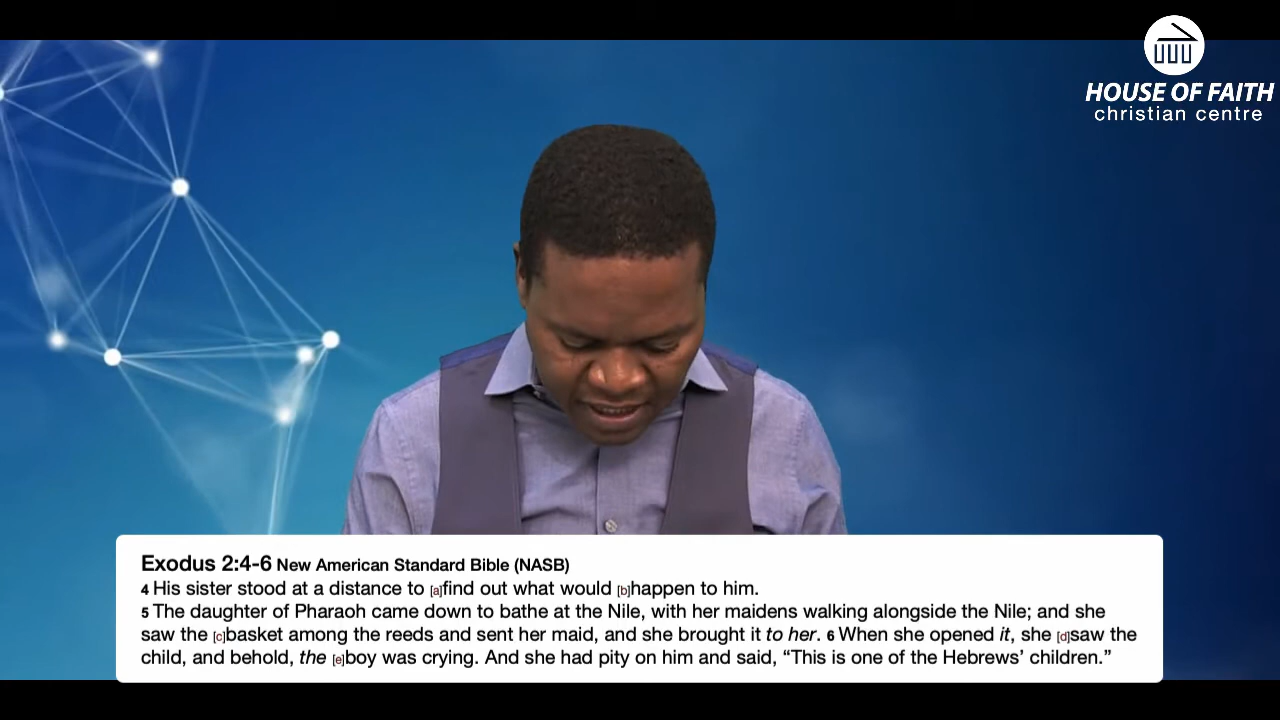 HOUSE OF FAITH
christian centre
Exodus 2:4-6 New American Standard Bible (NASB)
4 His sister stood at a distance to [a]find out what would [b]happen to him.
5 The daughter of Pharaoh came down to bathe at the Nile, with her maidens walking alongside the Nile; and she
saw the [c]basket among the reeds and sent her maid, and she brought it to her. 6 When she opened it, she [d]saw the
child, and behold, the [e]boy was crying. And she had pity on him and said, “This is one of the Hebrews’ children.”